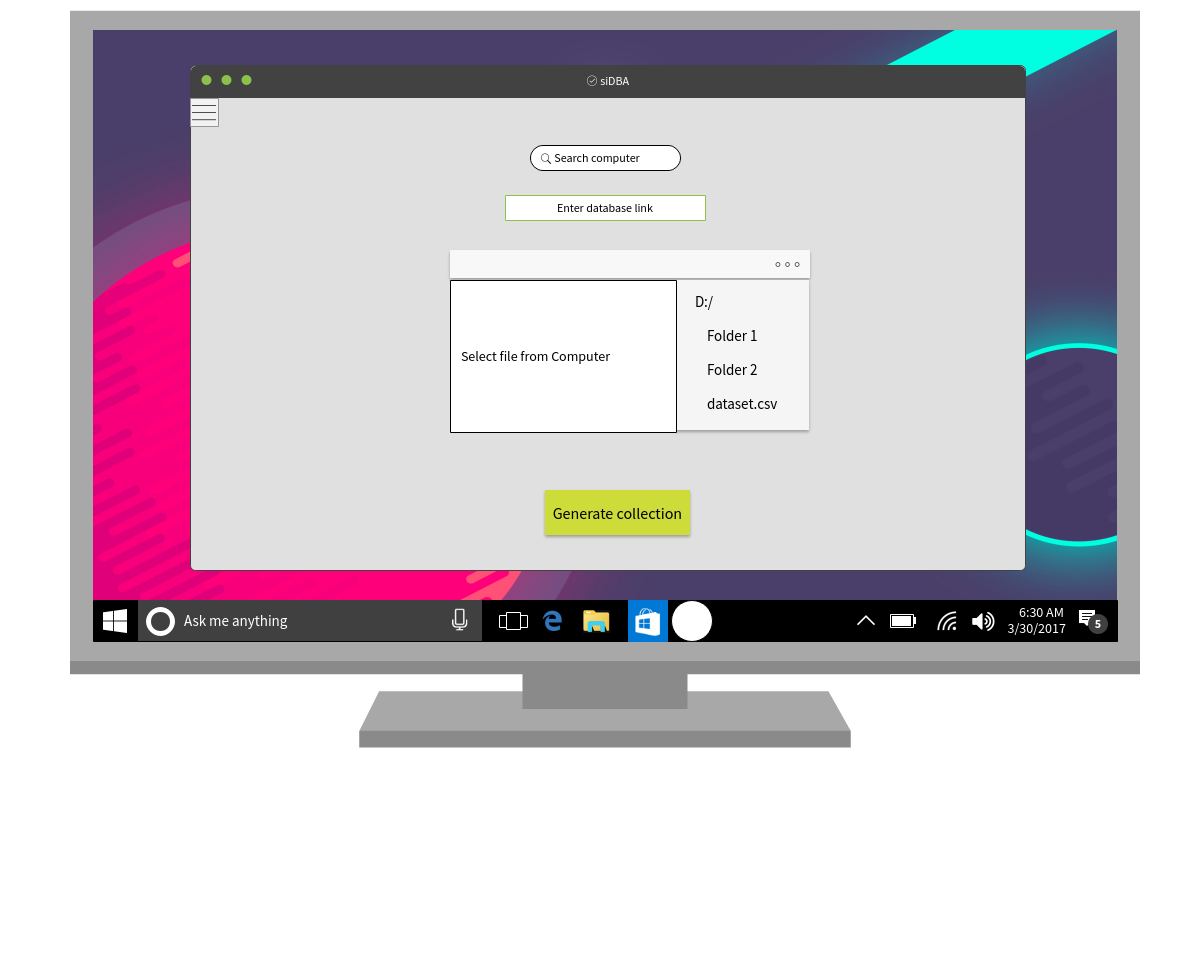 siDBA
Search computer
Enter database link
Select file from Computer
D:/
Folder 1
Folder 2
dataset.csv
Generate collection
Ask me anything
6:30 AM
3/30/2017
5